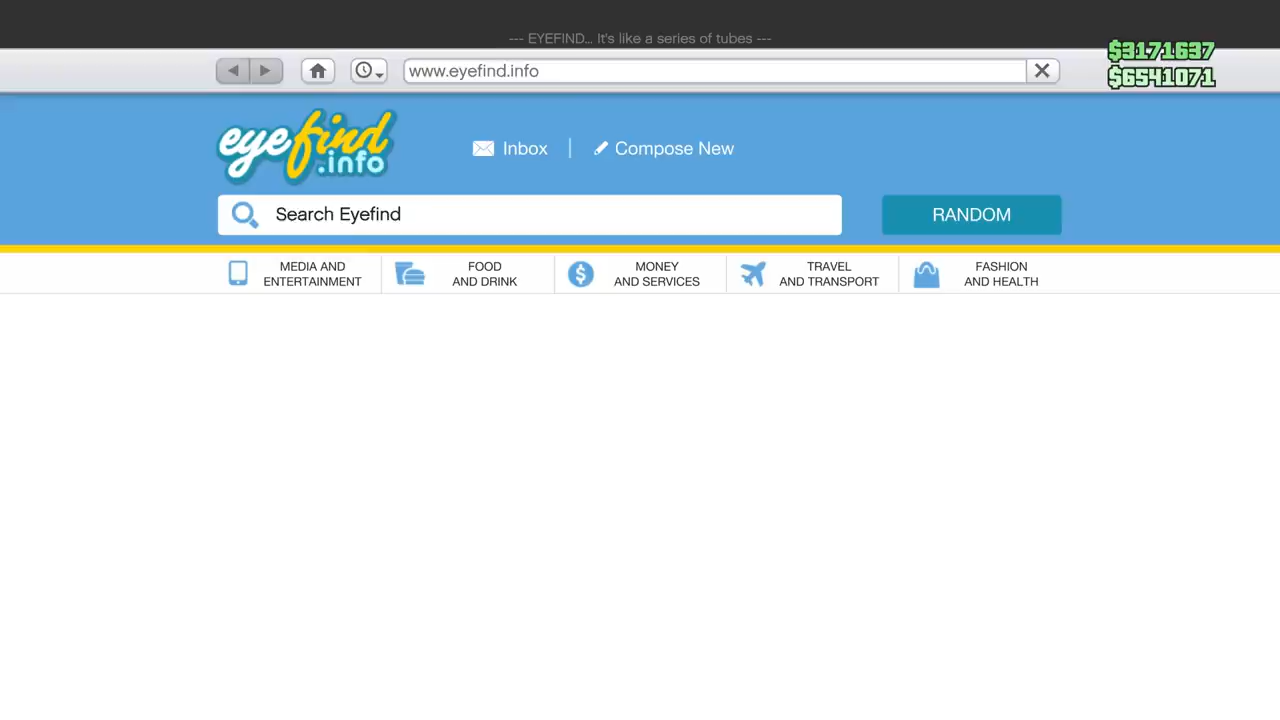 --- EYEFIND... It's like a series of tubes ---
$3171637
www.eyefind.info
$6541071
eyefind
.info
Inbox
Compose New
Search Eyefind
RANDOM
MEDIA AND
ENTERTAINMENT
FOOD
AND DRINK
MONEY
AND SERVICES
TRAVEL
AND TRANSPORT
FASHION
AND HEALTH